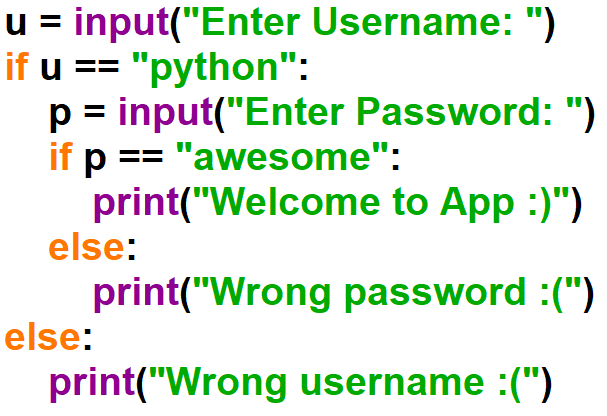 u = input("Enter Username: ")
if u == "python":
    p = input("Enter Password: ")
    if p == "awesome":
        print("Welcome to App :)")
    else:
        print("Wrong password :(")
else:
    print("Wrong username :(")